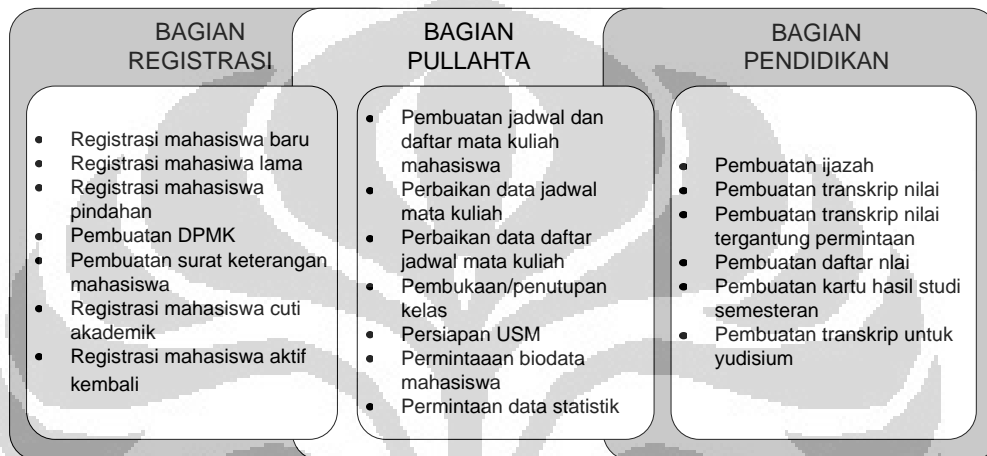 BAGIAN
REGISTRASI
• Registrasi mahasiswa baru
• Registrasi mahasiwa lama
• Registrasi mahasiswa
pindahan
• Pembuatan DPMK
• Pembuatan surat keterangan
mahasiswa
• Registrasi mahasiswa cuti
akademik
• Registrasi mahasiswa aktif
kembali
BAGIAN
PULLAHTA
• Pembuatan jadwal dan
daftar mata kuliah
mahasiswa
• Perbaikan data jadwal
mata kuliah
• Perbaikan data daftar
jadwal mata kuliah
• Pembukaan/penutupan
kelas
• Persiapan USM
• Permintaaan biodata
mahasiswa
• Permintaan data statistik
BAGIAN
PENDIDIKAN
• Pembuatan ijazah
• Pembuatan transkrip nilai
• Pembuatan transkrip nilai
tergantung permintaan
• Pembuatan daftar nlai
• Pembuatan kartu hasil studi
semesteran
• Pembuatan transkrip untuk
yudisium